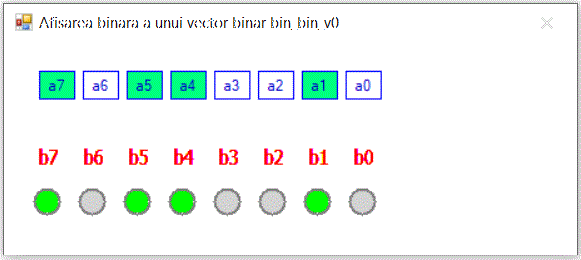 Afisarea binara a unui vector binar bin_bin_v0
a7 a6 a5 a4 a3 a2 a1 a0
b7 b6 b5 b4 b3 b2 b1 b0